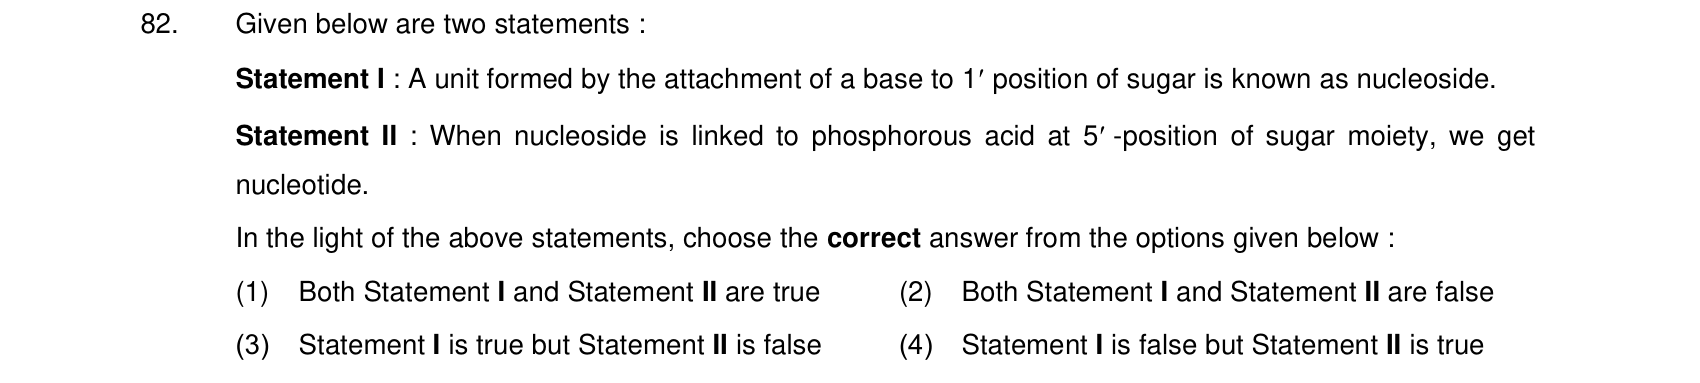 82. Given below are two statements :
Statement I : A unit formed by the attachment of a base to 1′ position of sugar is known as nucleoside.
Statement II : When nucleoside is linked to phosphorous acid at 5′ -position of sugar moiety, we get
nucleotide.
In the light of the above statements, choose the correct answer from the options given below :
(1) Both Statement I and Statement II are true (2) Both Statement I and Statement II are false
(3) Statement I is true but Statement II is false (4) Statement I is false but Statement II is true